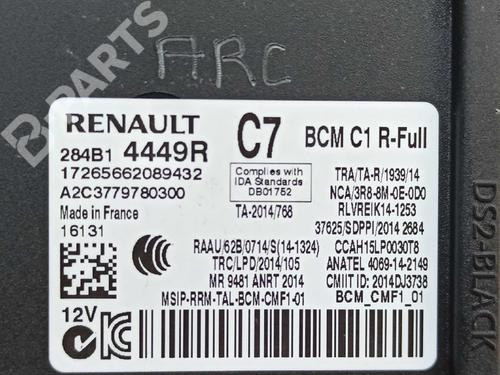 ARC
B PARTS
RENAULT C7 BCM C1 R-Full
284B1 4449R
17265662089432
A2C3779780300
Made in France
16131
Complies with
IDA Standards
DB01752
TA-2014/768
TRA/TA-R/1939/14
NCA/3R8-8M-0E-0D0
RLVREIK14-1253
37625/SDPPI/2014 2684
RAAU/62B/0714/S(14-1324)
CCAH15LP0030T8
TRC/LPD/2014/105
ANATEL 4069-14-2149
MR 9481 ANRT 2014
CMIIT ID: 2014DJ3738
MSIP-RRM-TAL-BCM-CMF1-01
BCM_CMF1_01
12V
DS2-BLACK